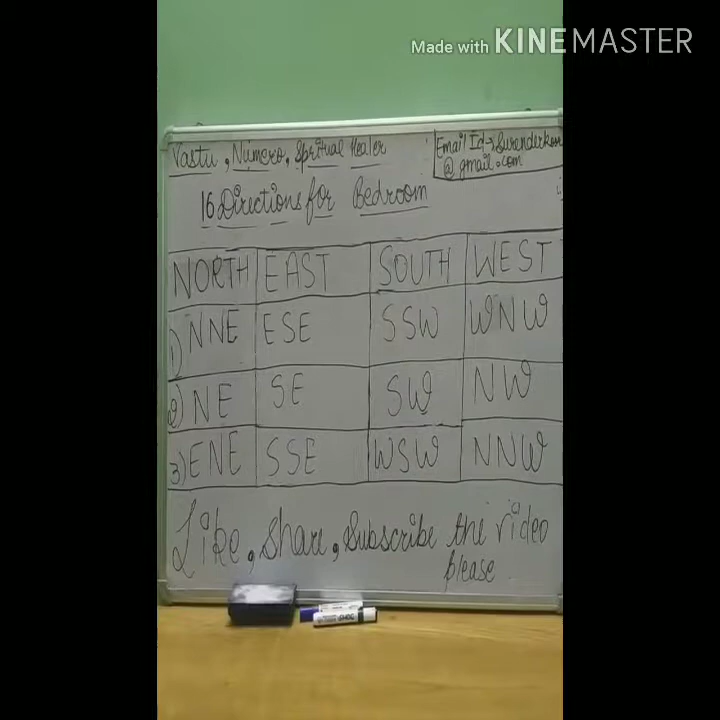 Made with KINEMASTER
Vastu, Numero, Spritual Healer
Email Id→Surenderkor
@gmail.com
16 Directions for Bedroom
NORTH EAST SOUTH WEST
1) NNE ESE SSW WNW
2) NE SE SW NW
3) ENE SSE WSW NNW
Like, Share, Subscribe the video
please